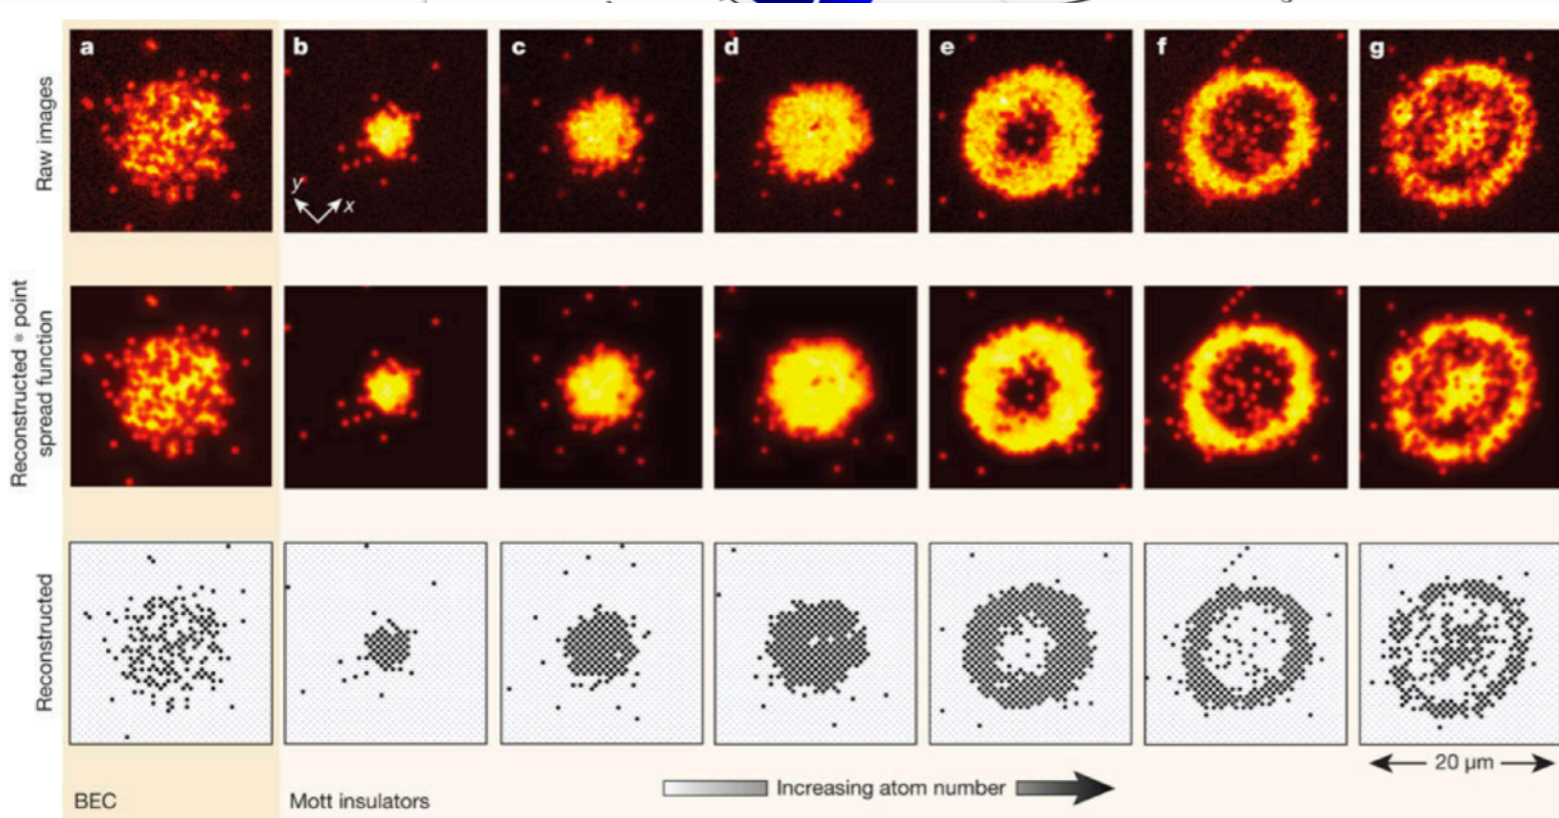 a b c d e f g
Raw images
y x
Reconstructed * point
spread function
Reconstructed
20 µm
BEC
Mott insulators
Increasing atom number